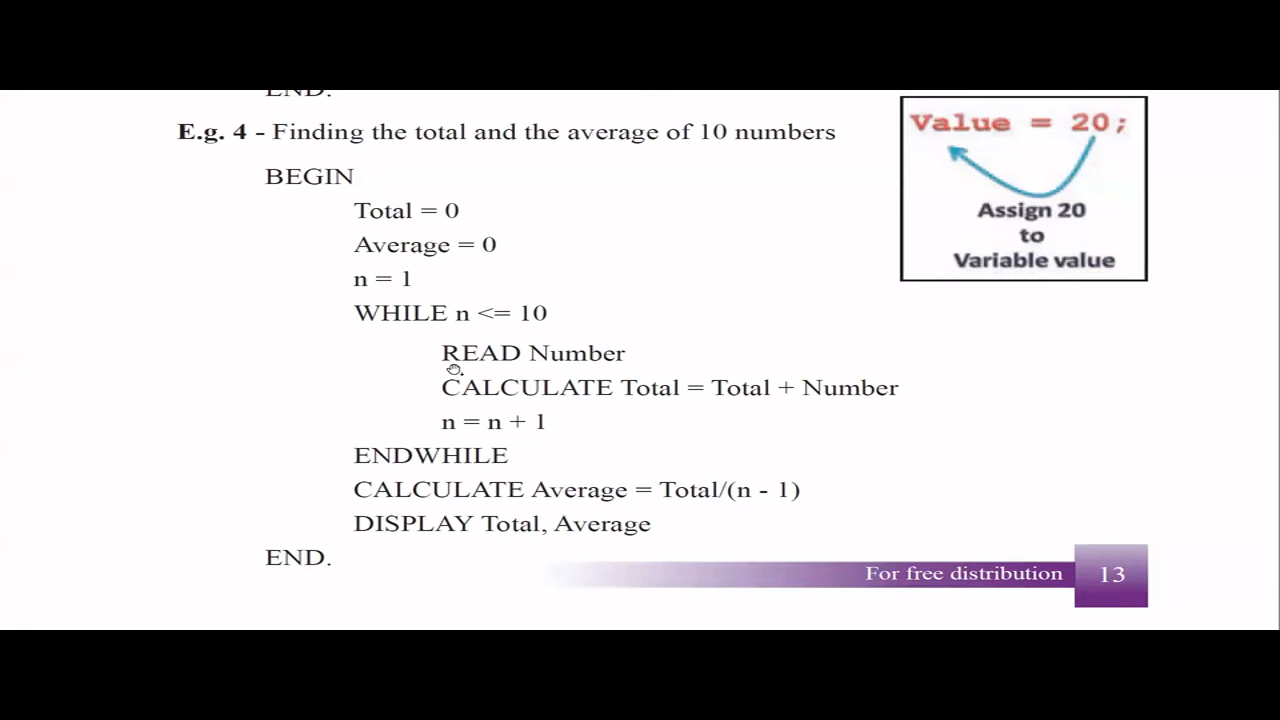 END.
E.g. 4 - Finding the total and the average of 10 numbers
BEGIN
Total = 0
Average = 0
n = 1
WHILE n <= 10
READ Number
CALCULATE Total = Total + Number
n = n + 1
ENDWHILE
CALCULATE Average = Total/(n - 1)
DISPLAY Total, Average
END.
Value = 20;
Assign 20
to
Variable value
For free distribution 13